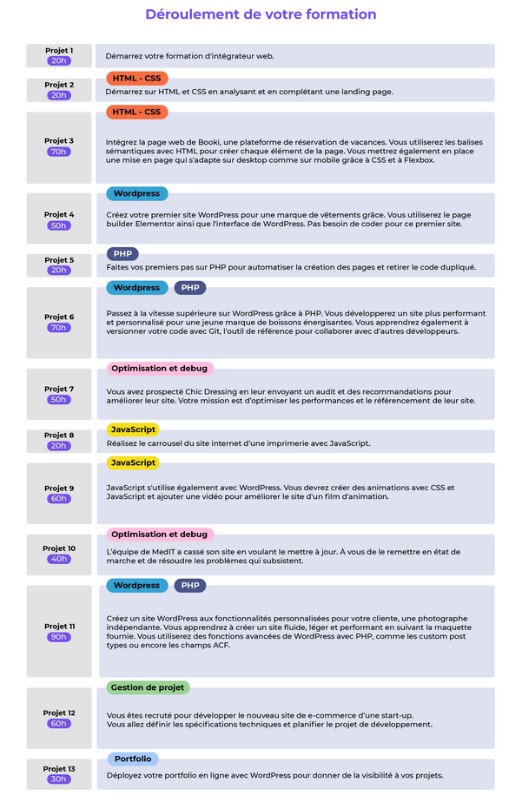 Déroulement de votre formation
Projet 1
20h
Démarrez votre formation d'intégrateur web.
Projet 2
20h
HTML - CSS
Démarrez sur HTML et CSS en analysant et en complétant une landing page.
Projet 3
70h
HTML - CSS
Intégrez la page web de Booki, une plateforme de réservation de vacances. Vous utiliserez les balises
sémantiques avec HTML pour créer chaque élément de la page. Vous mettrez également en place
une mise en page qui s'adapte sur desktop comme sur mobile grâce à CSS et à Flexbox.
Projet 4
50h
Wordpress
Créez votre premier site WordPress pour une marque de vêtements grâce. Vous utiliserez le page
builder Elementor ainsi que l'interface de WordPress. Pas besoin de coder pour ce premier site.
Projet 5
20h
PHP
Faites vos premiers pas sur PHP pour automatiser la création des pages et retirer le code dupliqué.
Projet 6
70h
Wordpress PHP
Passez à la vitesse supérieure sur WordPress grâce à PHP. Vous développerez un site plus performant
et personnalisé pour une jeune marque de boissons énergisantes. Vous apprendrez également à
versionner votre code avec Git, l'outil de référence pour collaborer avec d'autres développeurs.
Projet 7
50h
Optimisation et debug
Vous avez prospecté Chic Dressing en leur envoyant un audit et des recommandations pour
améliorer leur site. Votre mission est d'optimiser les performances et le référencement de leur site.
Projet 8
20h
JavaScript
Réalisez le carrousel du site internet d'une imprimerie avec JavaScript.
Projet 9
60h
JavaScript
JavaScript s'utilise également avec WordPress. Vous devrez créer des animations avec CSS et
JavaScript et ajouter une vidéo pour améliorer le site d'un film d'animation.
Projet 10
40h
Optimisation et debug
L'équipe de MedIT a cassé son site en voulant le mettre à jour. À vous de le remettre en état de
marche et de résoudre les problèmes qui subsistent.
Projet 11
90h
Wordpress PHP
Créez un site WordPress aux fonctionnalités personnalisées pour votre cliente, une photographe
indépendante. Vous apprendrez à créer un site fluide, léger et performant en suivant la maquette
fournie. Vous utiliserez des fonctions avancées de WordPress avec PHP, comme les custom post
types ou encore les champs ACF.
Projet 12
60h
Gestion de projet
Vous êtes recruté pour développer le nouveau site de e-commerce d'une start-up.
Vous allez définir les spécifications techniques et planifier le projet de développement.
Projet 13
30h
Portfolio
Déployez votre portfolio en ligne avec WordPress pour donner de la visibilité à vos projets.